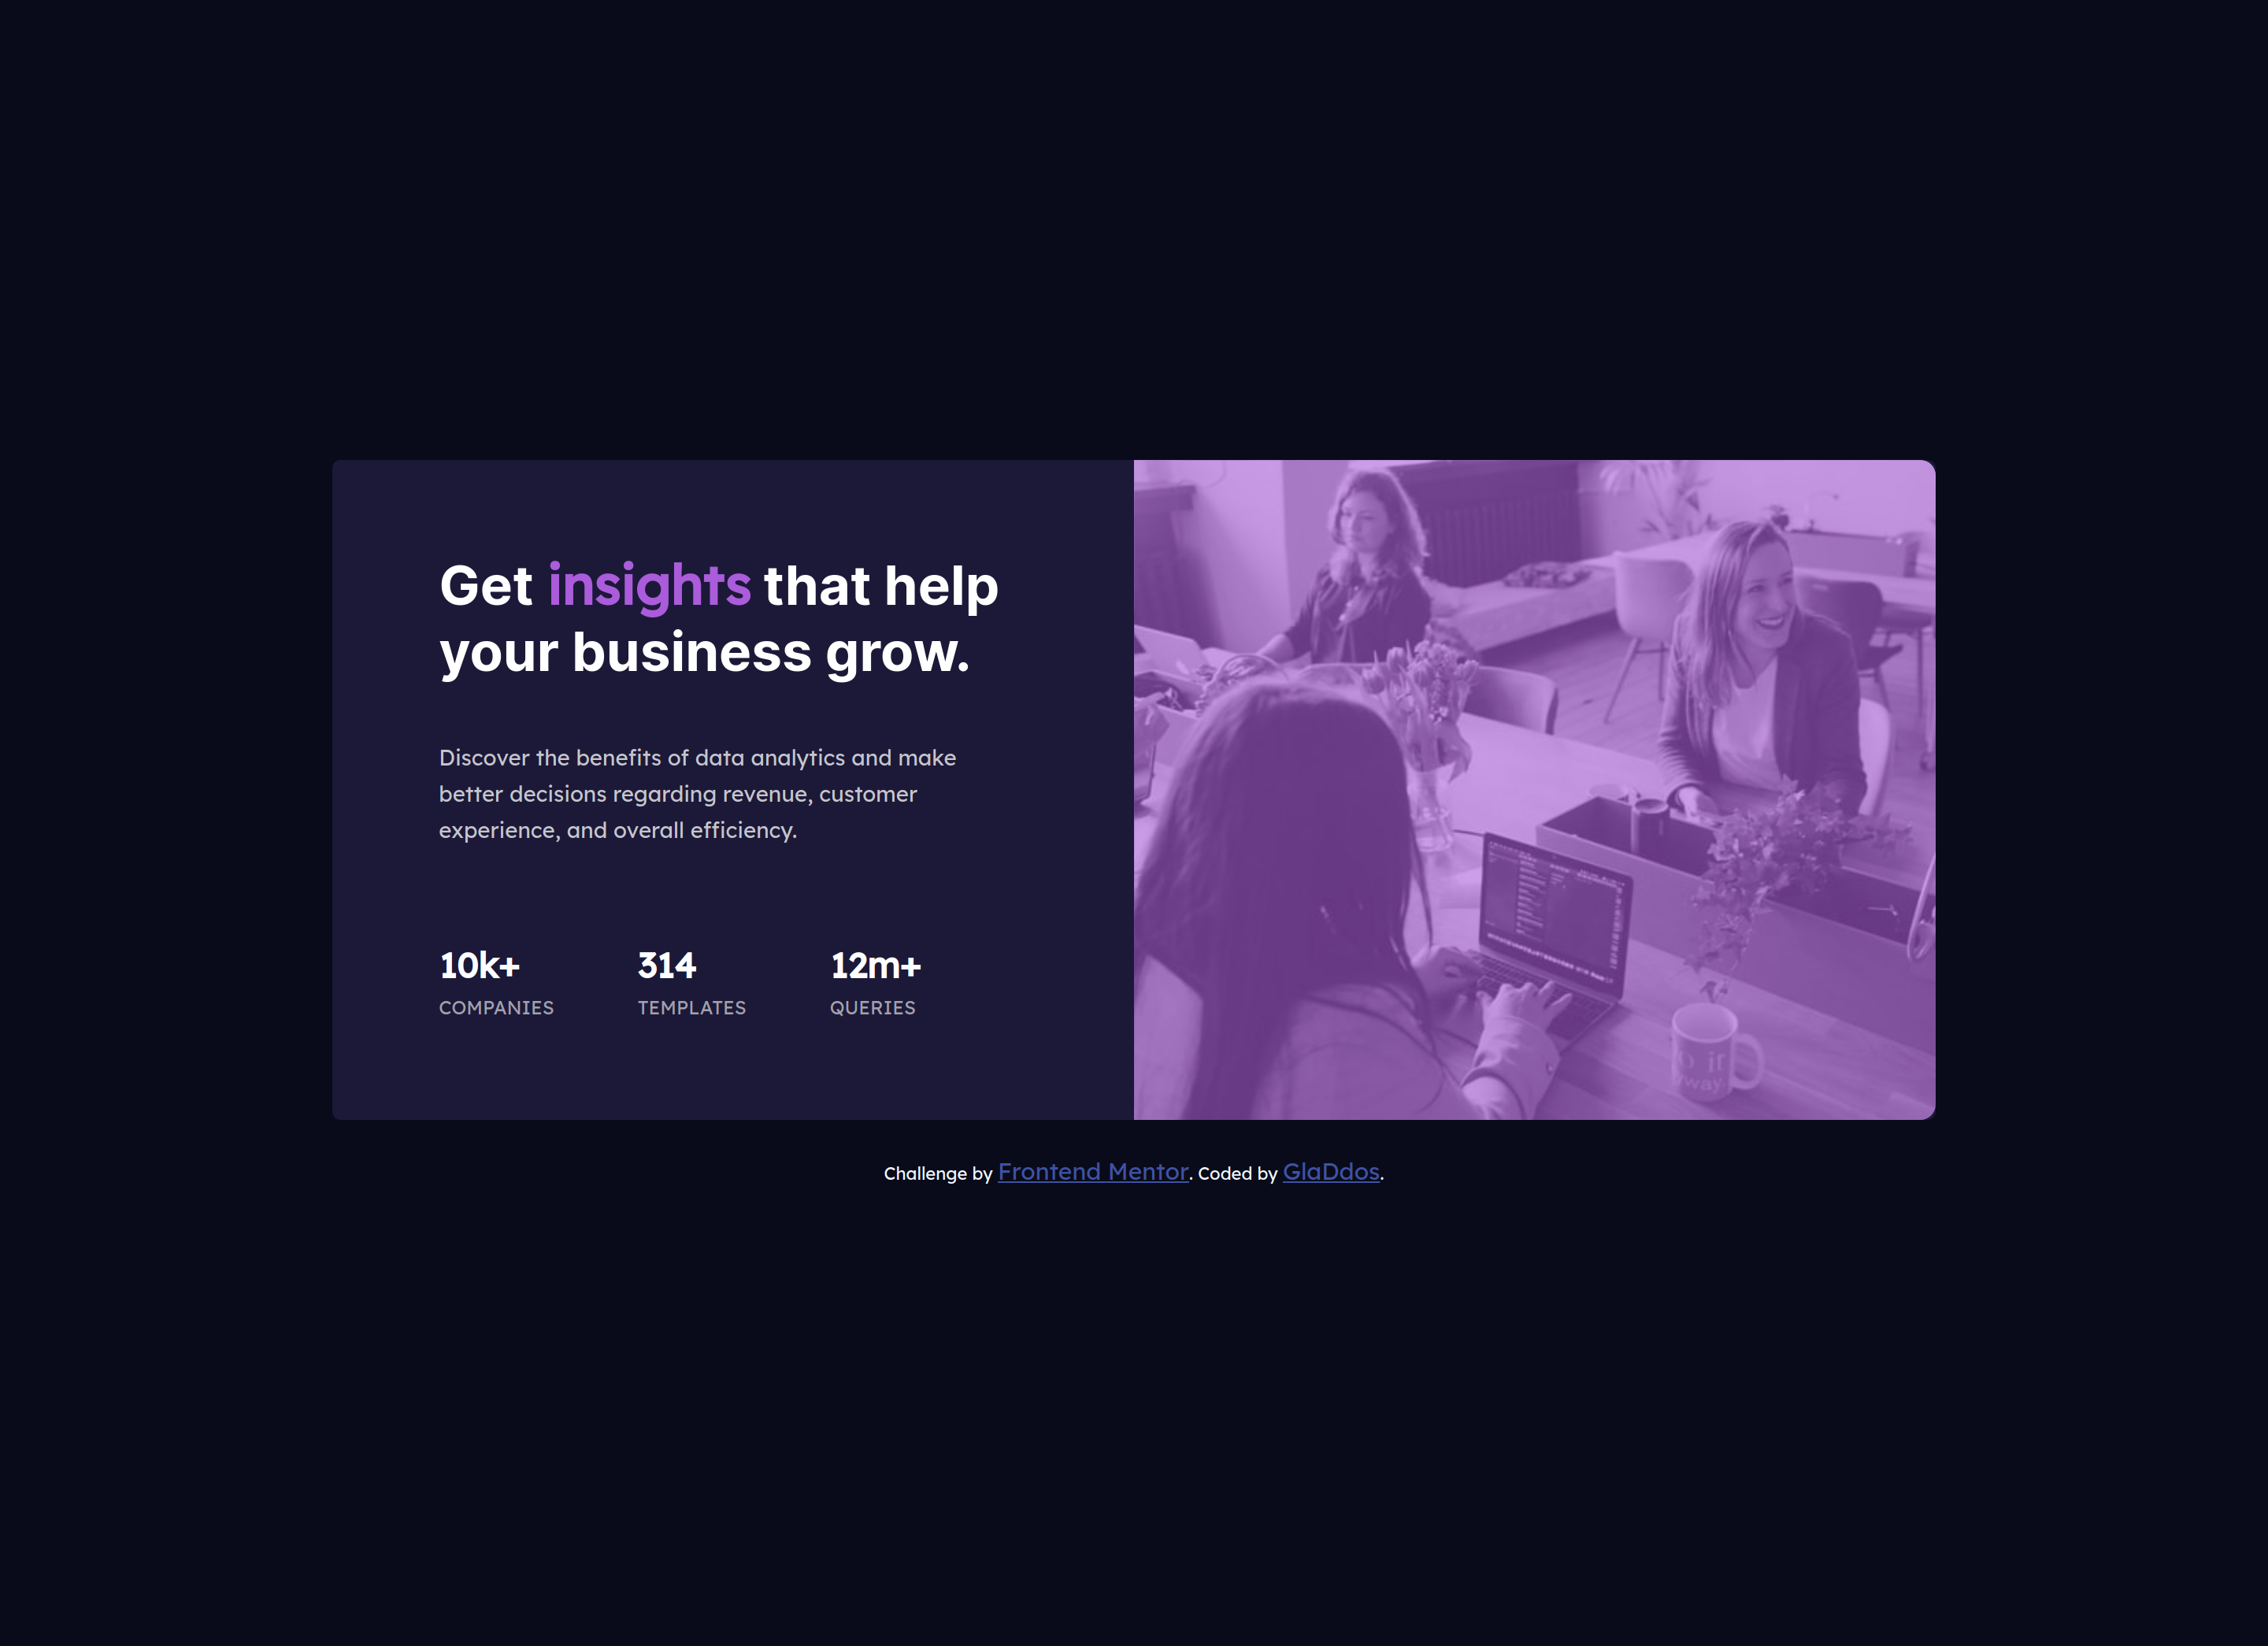 Get insights that help
your business grow.
Discover the benefits of data analytics and make
better decisions regarding revenue, customer
experience, and overall efficiency.
10k+ 314 12m+
COMPANIES TEMPLATES QUERIES
Challenge by Frontend Mentor. Coded by GlaDdos.